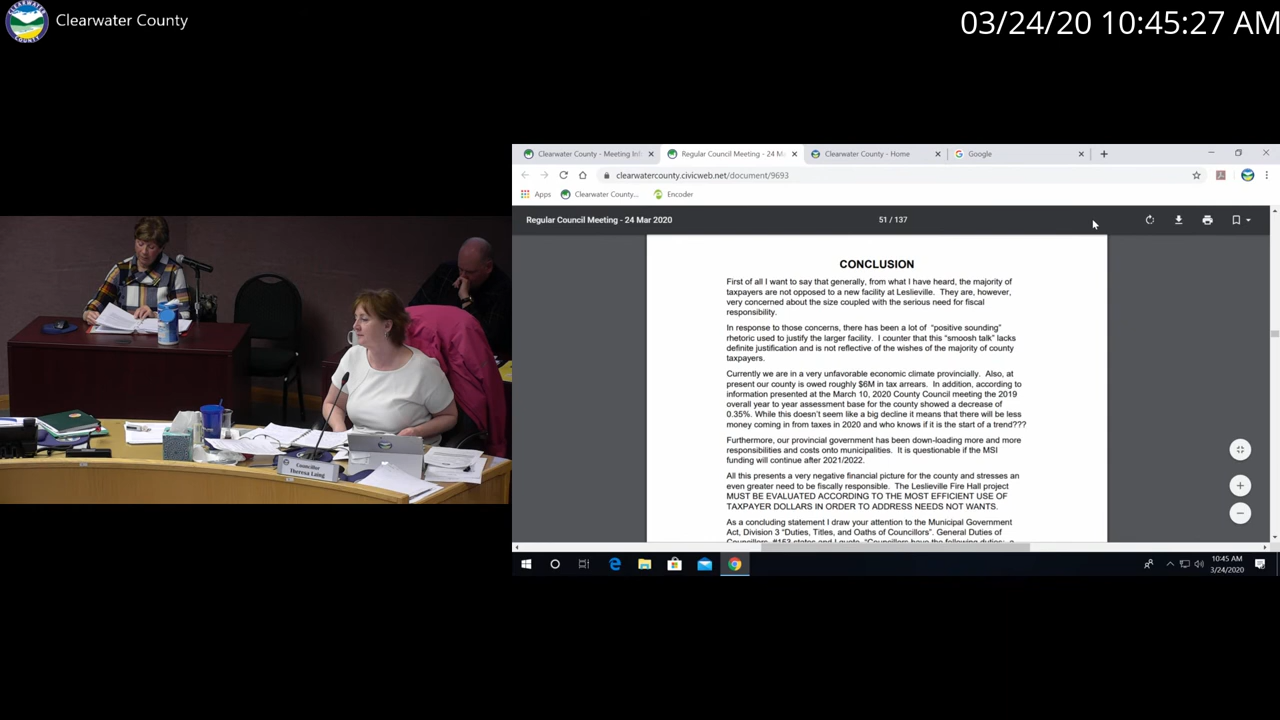 Clearwater County
03/24/20 10:45:27 AM
Clearwater County - Meeting In
Regular Council Meeting - 24 M
Clearwater County - Home
Google
clearwatercounty.civicweb.net/document/9693
Apps
Clearwater County...
Encoder
Regular Council Meeting - 24 Mar 2020
51 / 137
CONCLUSION
First of all I want to say that generally, from what I have heard, the majority of
taxpayers are not opposed to a new facility at Leslieville. They are, however,
very concerned about the size coupled with the serious need for fiscal
responsibility.
In response to those concerns, there has been a lot of "positive sounding"
rhetoric used to justify the larger facility. I counter that this "smoosh talk" lacks
definite justification and is not reflective of the wishes of the majority of county
taxpayers.
Currently we are in a very unfavorable economic climate provincially. Also, at
present our county is owed roughly $6M in tax arrears. In addition, according to
information presented at the March 10, 2020 County Council meeting the 2019
overall year to year assessment base for the county showed a decrease of
0.35%. While this doesn't seem like a big decline it means that there will be less
money coming in from taxes in 2020 and who knows if it is the start of a trend???
Furthermore, our provincial government has been down-loading more and more
responsibilities and costs onto municipalities. It is questionable if the MSI
funding will continue after 2021/2022.
All this presents a very negative financial picture for the county and stresses an
even greater need to be fiscally responsible. The Leslieville Fire Hall project
MUST BE EVALUATED ACCORDING TO THE MOST EFFICIENT USE OF
TAXPAYER DOLLARS IN ORDER TO ADDRESS NEEDS NOT WANTS.
As a concluding statement I draw your attention to the Municipal Government
Act, Division 3 "Duties, Titles, and Oaths of Councillors". General Duties of
Councillors, #153 states and I quote, "Councillors have the following duties: a
Councillor
Theresa Laing
10:45 AM
3/24/2020